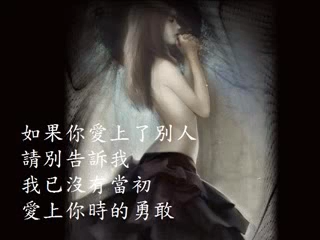 如果你愛上了別人
請別告訴我
我已沒有當初
愛上你時的勇敢